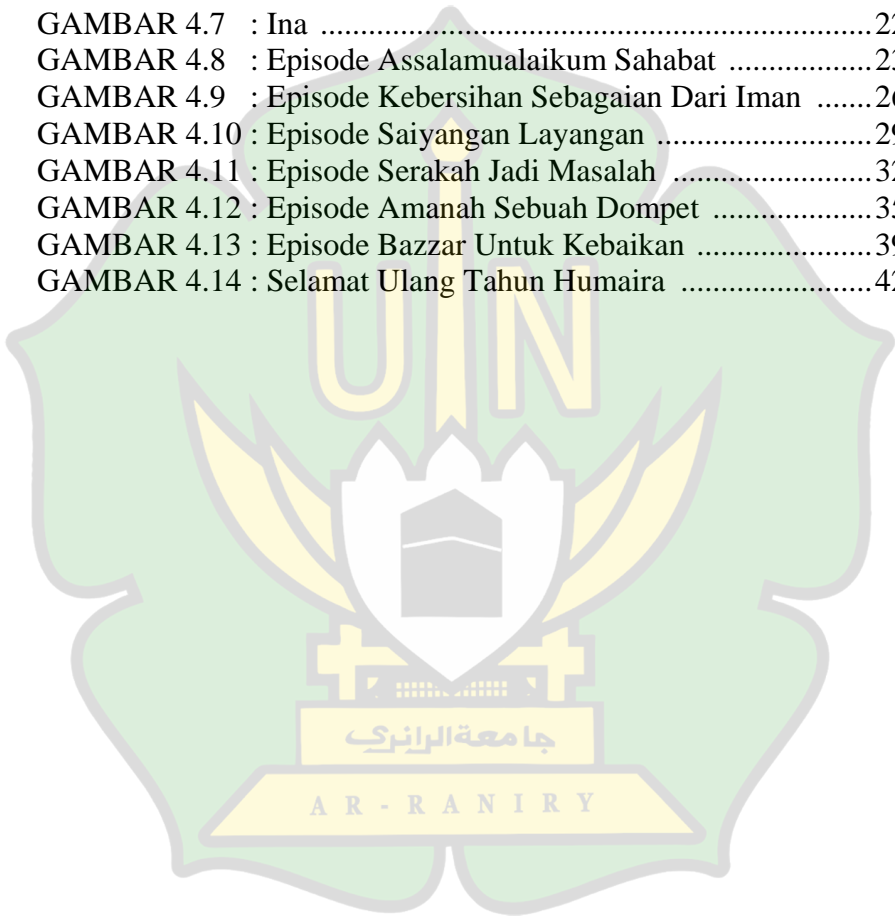 GAMBAR 4.7 : Ina ........................................................................
GAMBAR 4.8 : Episode Assalamualaikum Sahabat ..................
GAMBAR 4.9 : Episode Kebersihan Sebagaian Dari Iman .......
GAMBAR 4.10 : Episode Saiyangan Layangan ...........................
GAMBAR 4.11 : Episode Serakah Jadi Masalah .........................
GAMBAR 4.12 : Episode Amanah Sebuah Dompet ....................
GAMBAR 4.13 : Episode Bazzar Untuk Kebaikan ......................
GAMBAR 4.14 : Selamat Ulang Tahun Humaira ........................
UIN
جامعةالرانري
AR-RANIRY